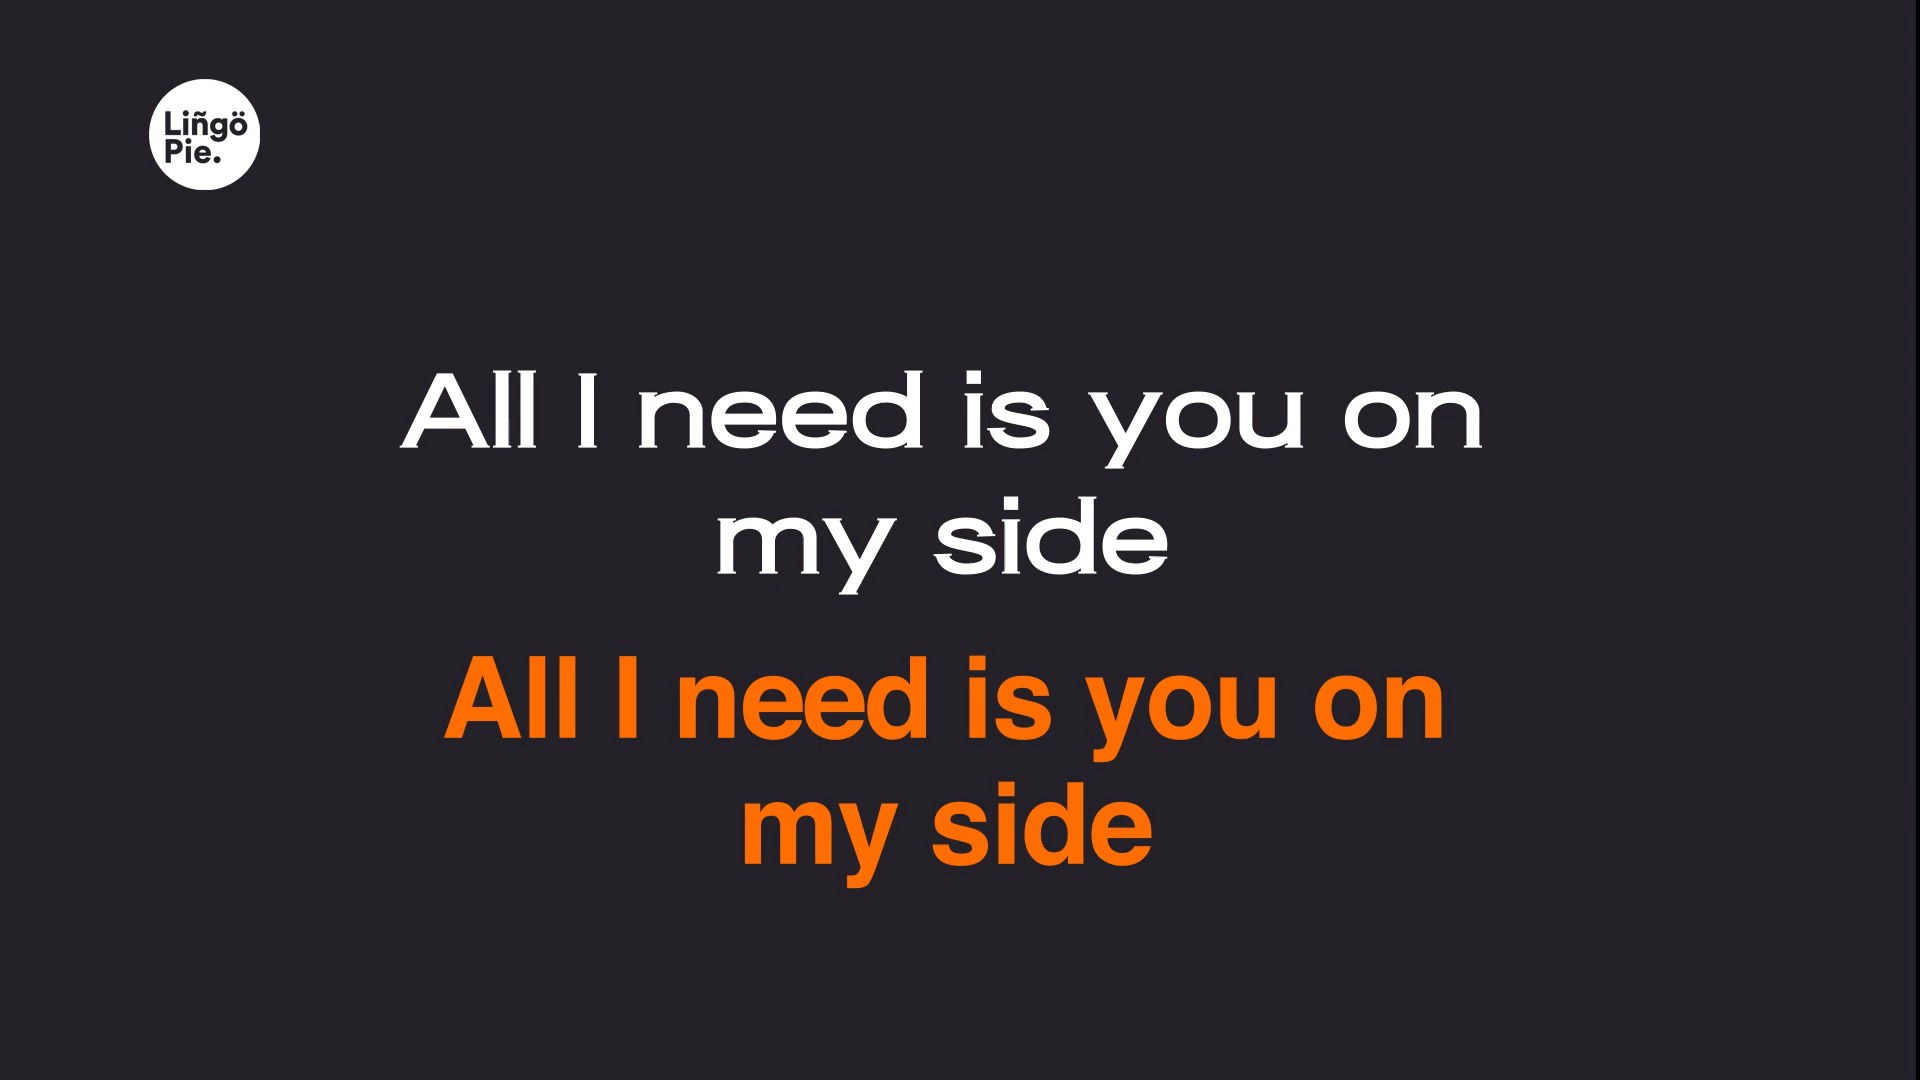 Liñgö
Pie.
All I need is you on
my side
All I need is you on
my side